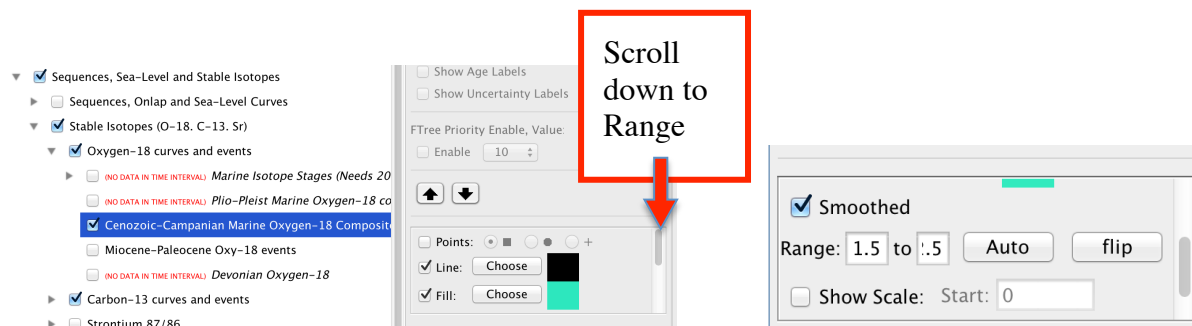 Sequences, Sea-Level and Stable Isotopes
Sequences, Onlap and Sea-Level Curves
Stable Isotopes (O-18. C-13. Sr)
Oxygen-18 curves and events
(NO DATA IN TIME INTERVAL) Marine Isotope Stages (Needs 20
(NO DATA IN TIME INTERVAL) Plio-Pleist Marine Oxygen-18 co
Cenozoic-Campanian Marine Oxygen-18 Composit
Miocene-Paleocene Oxy-18 events
(NO DATA IN TIME INTERVAL) Devonian Oxygen-18
Carbon-13 curves and events
Strontium 87/86
Show Age Labels
Show Uncertainty Labels
FTree Priority Enable, Value:
Enable 10
Points: +
Line: Choose
Fill: Choose
Scroll
down to
Range
Smoothed
Range: 1.5 to :.5 Auto flip
Show Scale: Start: 0